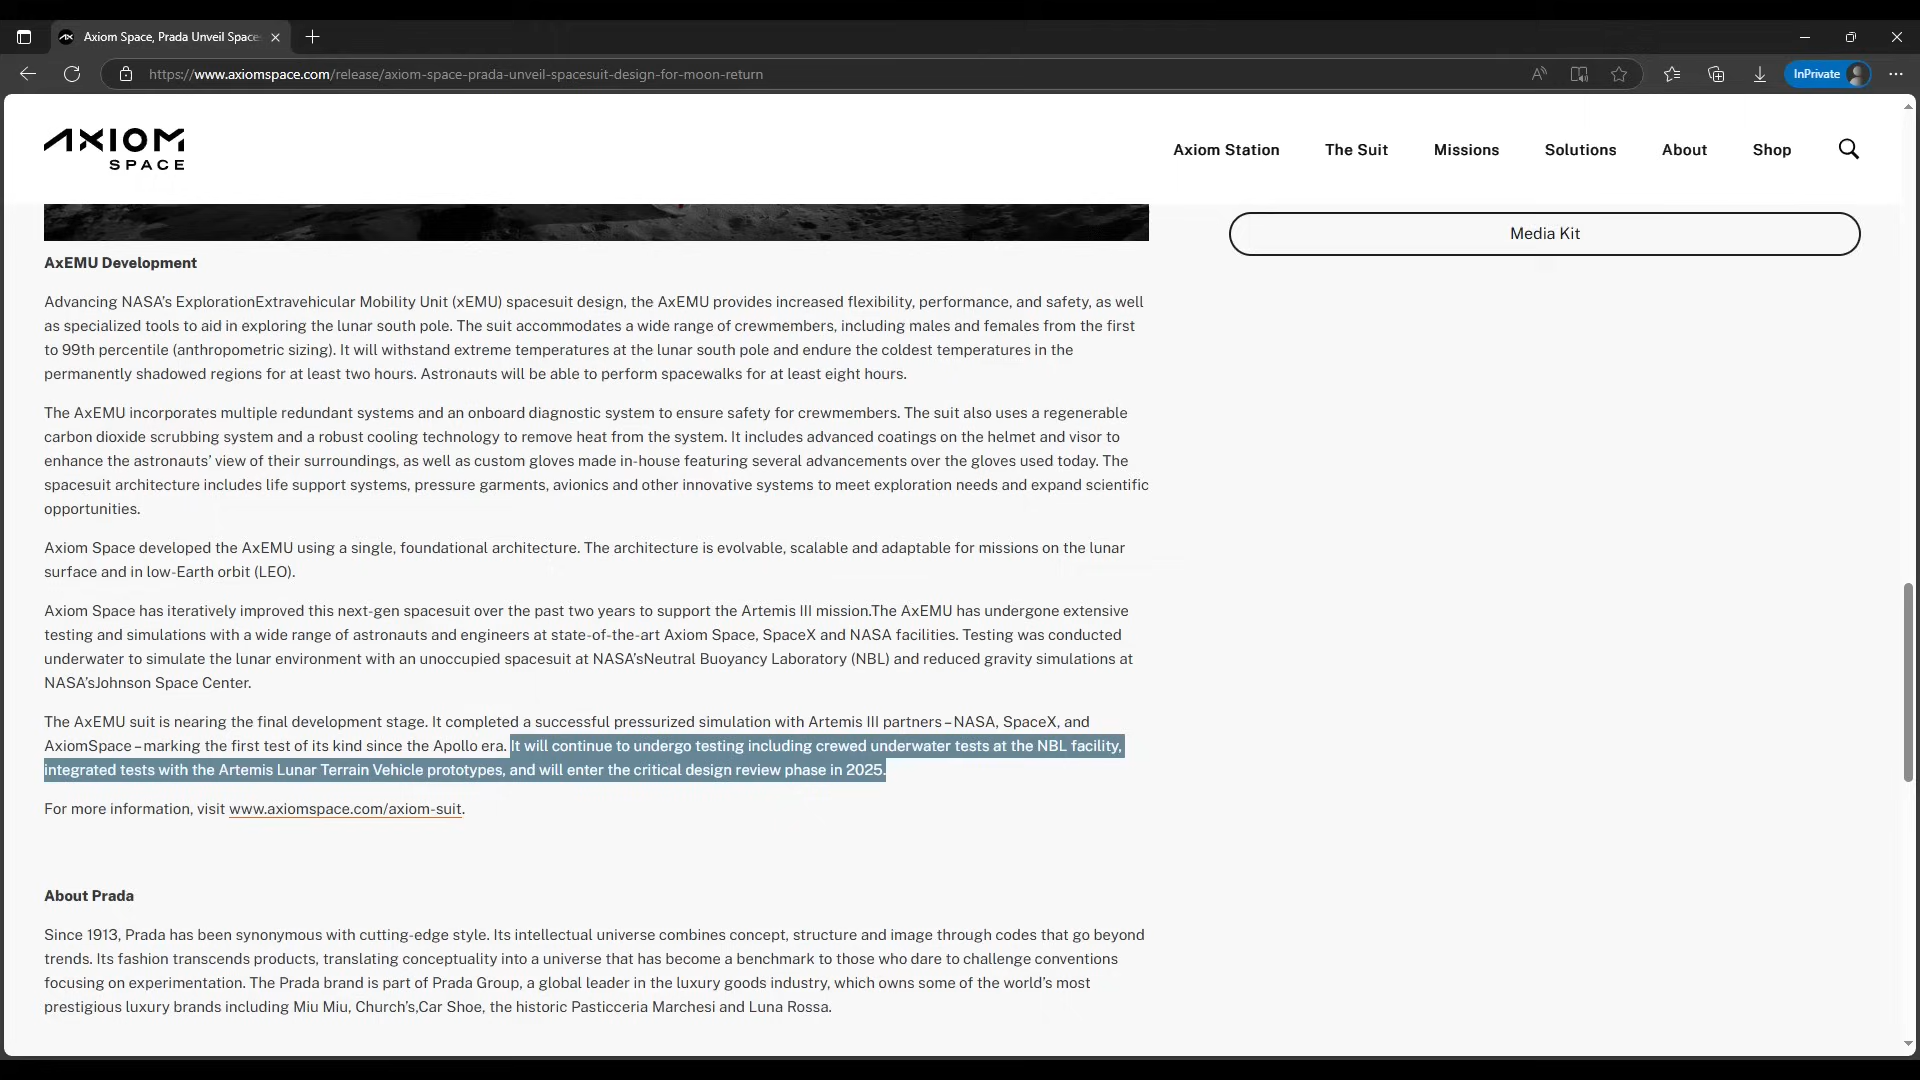 Axiom Space, Prada Unveil Space
https://www.axiomspace.com/release/axiom-space-prada-unveil-spacesuit-design-for-moon-return
InPrivate
AXIOM
SPACE
Axiom Station
The Suit
Missions
Solutions
About
Shop
Media Kit
AxEMU Development
Advancing NASA's ExplorationExtravehicular Mobility Unit (xEMU) spacesuit design, the AxEMU provides increased flexibility, performance, and safety, as well
as specialized tools to aid in exploring the lunar south pole. The suit accommodates a wide range of crewmembers, including males and females from the first
to 99th percentile (anthropometric sizing). It will withstand extreme temperatures at the lunar south pole and endure the coldest temperatures in the
permanently shadowed regions for at least two hours. Astronauts will be able to perform spacewalks for at least eight hours.
The AxEMU incorporates multiple redundant systems and an onboard diagnostic system to ensure safety for crewmembers. The suit also uses a regenerable
carbon dioxide scrubbing system and a robust cooling technology to remove heat from the system. It includes advanced coatings on the helmet and visor to
enhance the astronauts' view of their surroundings, as well as custom gloves made in-house featuring several advancements over the gloves used today. The
spacesuit architecture includes life support systems, pressure garments, avionics and other innovative systems to meet exploration needs and expand scientific
opportunities.
Axiom Space developed the AxEMU using a single, foundational architecture. The architecture is evolvable, scalable and adaptable for missions on the lunar
surface and in low-Earth orbit (LEO).
Axiom Space has iteratively improved this next-gen spacesuit over the past two years to support the Artemis III mission.The AxEMU has undergone extensive
testing and simulations with a wide range of astronauts and engineers at state-of-the-art Axiom Space, SpaceX and NASA facilities. Testing was conducted
underwater to simulate the lunar environment with an unoccupied spacesuit at NASA'sNeutral Buoyancy Laboratory (NBL) and reduced gravity simulations at
NASA'sJohnson Space Center.
The AxEMU suit is nearing the final development stage. It completed a successful pressurized simulation with Artemis III partners – NASA, SpaceX, and
AxiomSpace – marking the first test of its kind since the Apollo era. It will continue to undergo testing including crewed underwater tests at the NBL facility,
integrated tests with the Artemis Lunar Terrain Vehicle prototypes, and will enter the critical design review phase in 2025.
For more information, visit www.axiomspace.com/axiom-suit.
About Prada
Since 1913, Prada has been synonymous with cutting-edge style. Its intellectual universe combines concept, structure and image through codes that go beyond
trends. Its fashion transcends products, translating conceptuality into a universe that has become a benchmark to those who dare to challenge conventions
focusing on experimentation. The Prada brand is part of Prada Group, a global leader in the luxury goods industry, which owns some of the world's most
prestigious luxury brands including Miu Miu, Church's,Car Shoe, the historic Pasticceria Marchesi and Luna Rossa.